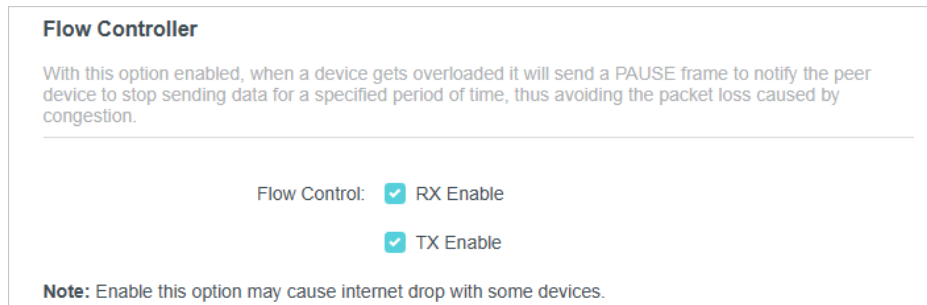 Flow Controller
With this option enabled, when a device gets overloaded it will send a PAUSE frame to notify the peer
device to stop sending data for a specified period of time, thus avoiding the packet loss caused by
congestion.
Flow Control: RX Enable
TX Enable
Note: Enable this option may cause internet drop with some devices.